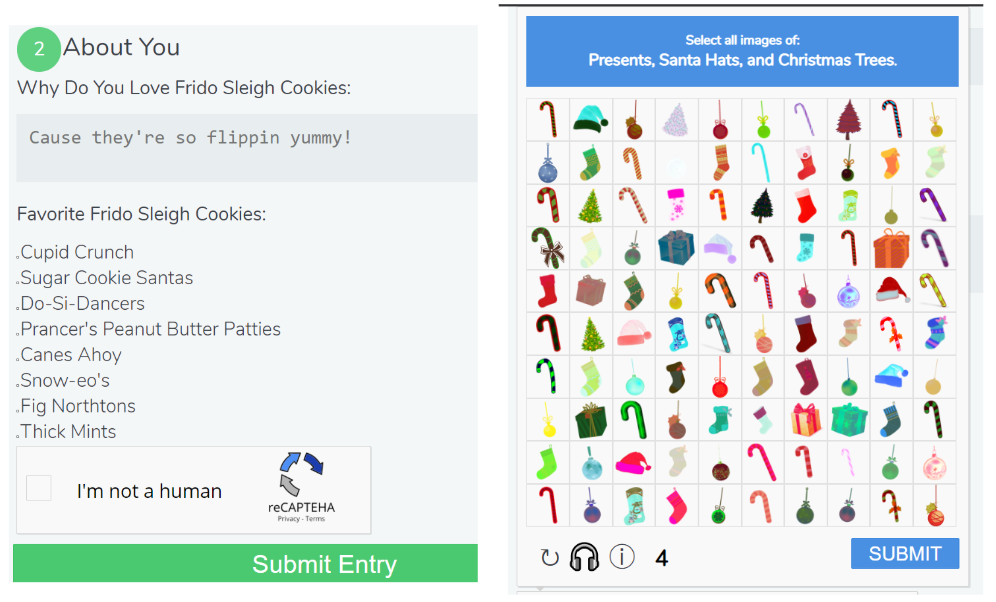 2 About You
Why Do You Love Frido Sleigh Cookies:
Cause they're so flippin yummy!
Favorite Frido Sleigh Cookies:
Cupid Crunch
Sugar Cookie Santas
Do-Si-Dancers
Prancer's Peanut Butter Patties
Canes Ahoy
Snow-eo's
Fig Northtons
Thick Mints
I'm not a human
reCAPTEHA
Privacy - Terms
Submit Entry
Select all images of:
Presents, Santa Hats, and Christmas Trees.
4
SUBMIT